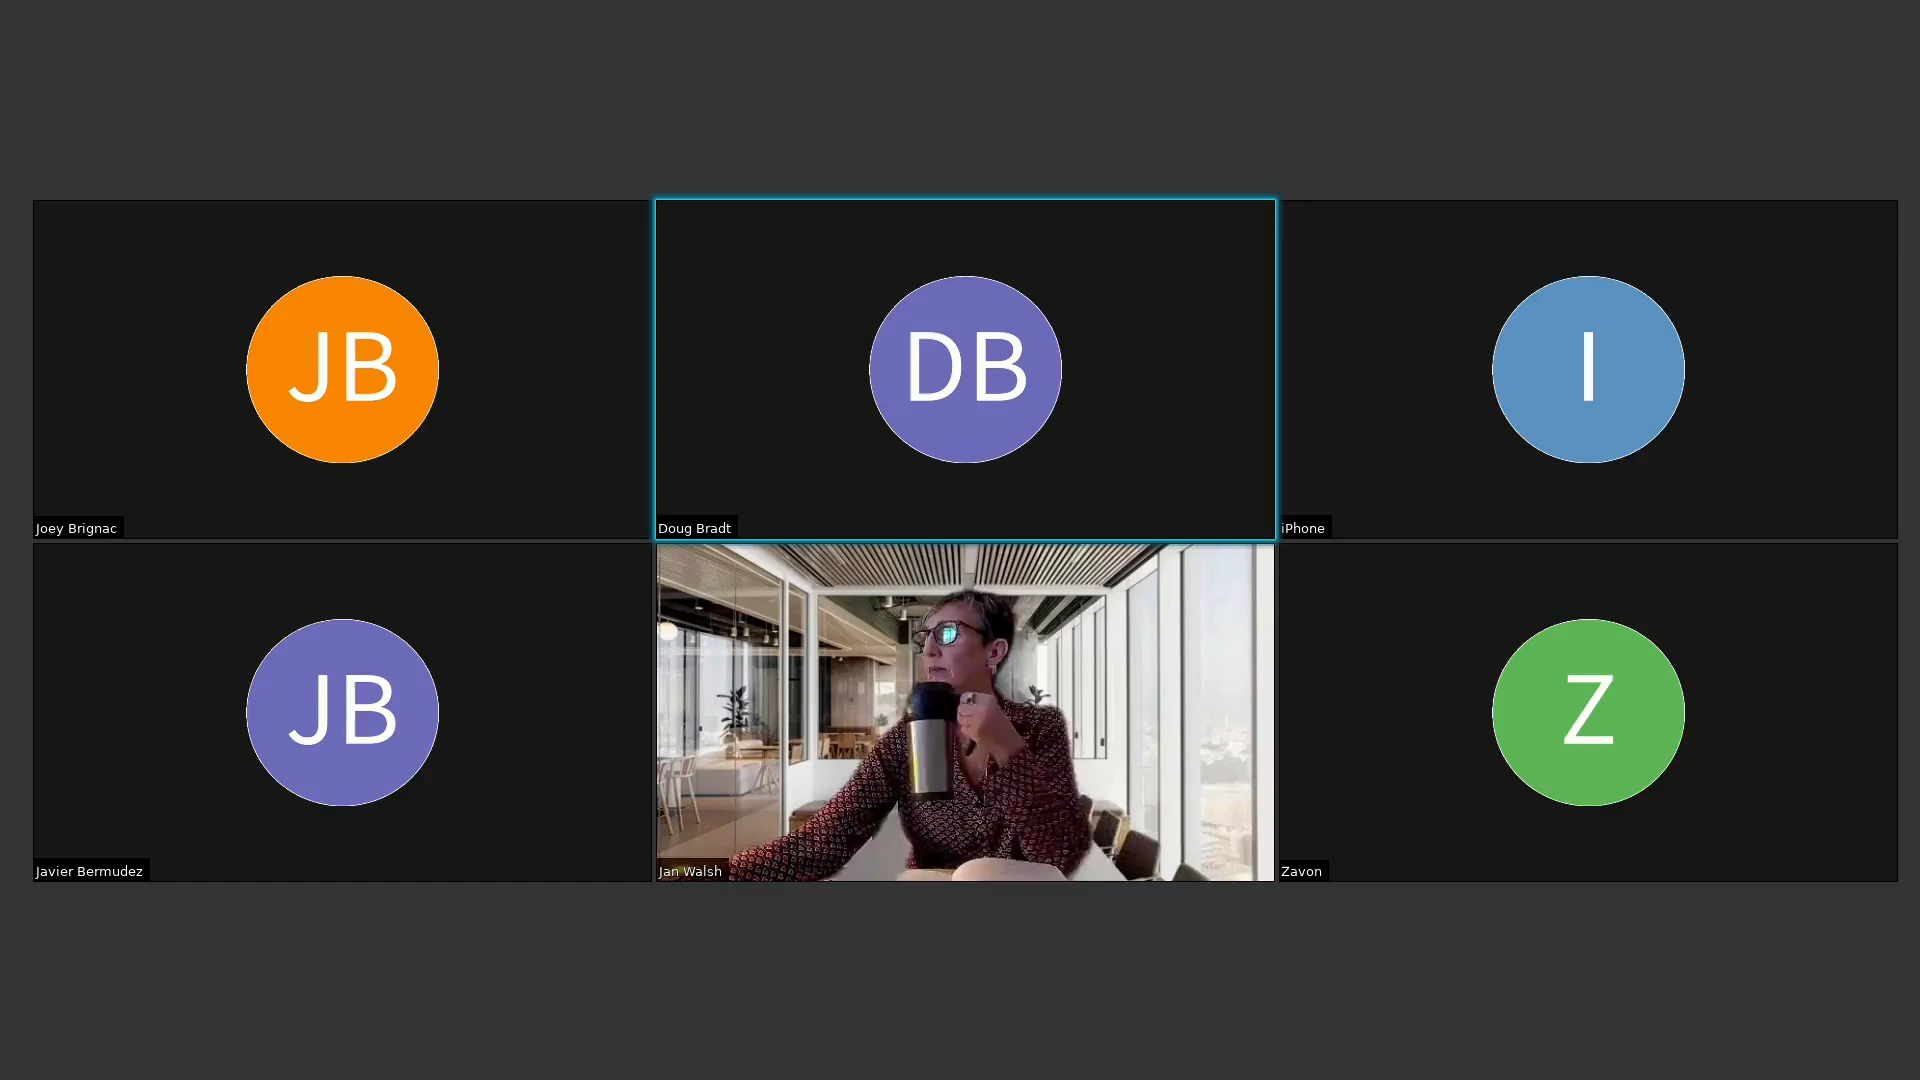 JB
DB
I
Joey Brignac
Doug Bradt
iPhone
JB
Z
Javier Bermudez
Jan Walsh
Zavon